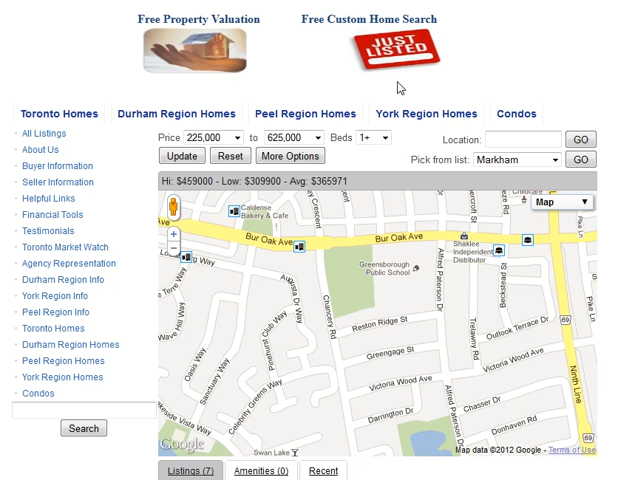 Free Property Valuation
Free Custom Home Search
JUST
LISTED
Toronto Homes
Durham Region Homes
Peel Region Homes
York Region Homes
Condos
All Listings
About Us
Buyer Information
Seller Information
Helpful Links
Financial Tools
Testimonials
Toronto Market Watch
Agency Representation
Durham Region Info
York Region Info
Peel Region Info
Toronto Homes
Durham Region Homes
Peel Region Homes
York Region Homes
Condos
Search
Price 225,000 to 625,000 Beds 1+
Location: GO
Update Reset More Options
Pick from list: Markham GO
Hi: $459000 - Low: $309900 - Avg: $365971
Map
Caldense
Bakery & Cafe
Bur Oak Ave
Bur Oak Ave
Shaklee
Independent
Distributor
Greensborough
Public School
Alfred Paterson Dr
Alfred Paterson Dr
Chancery Rd
Club Way
Pinehurst
Oasis Way
Sanctuary Way
Celebrity Greens Way
Reston Ridge St
Greengage St
Victoria Wood Ave
Victoria Wood Ave
Trelawny Rd
Outlook Terrace Dr
Chasser Dr
Darrington Dr
Donhaven Rd
Ninth Line
Pike Ln
Pike Ln
69
69
Swan Lake
Google
Map data ©2012 Google - Terms of Use
Listings (7)
Amenities (0)
Recent